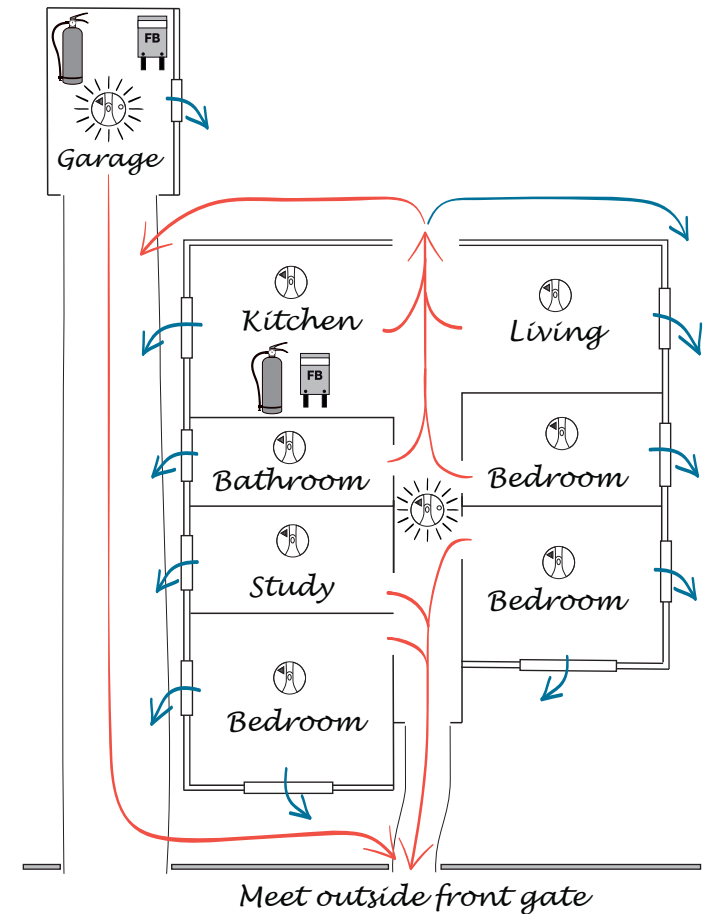 FB
Garage
Kitchen
Living
FB
Bathroom
Bedroom
Study
Bedroom
Bedroom
Meet outside front gate